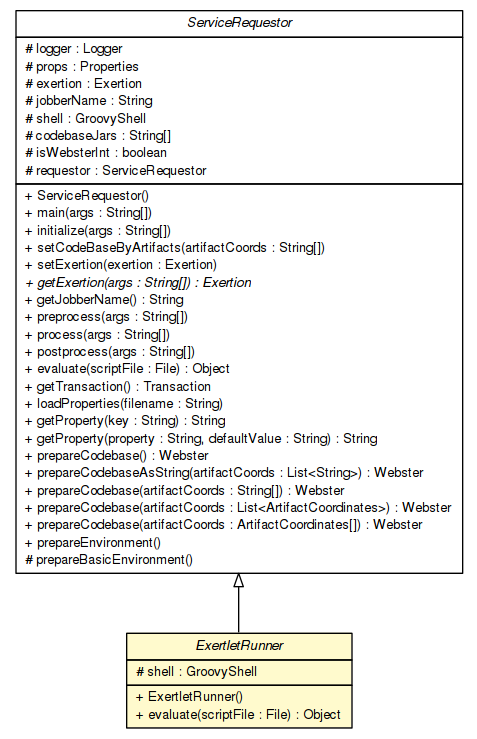 ServiceRequestor
# logger : Logger
# props : Properties
# exertion : Exertion
# jobberName : String
# shell : GroovyShell
# codebaseJars : String[]
# isWebsterInt : boolean
# requestor : ServiceRequestor
+ ServiceRequestor()
+ main(args : String[])
+ initialize(args : String[])
+ setCodeBaseByArtifacts(artifactCoords : String[])
+ setExertion(exertion : Exertion)
+ getExertion(args : String[]) : Exertion
+ getJobberName() : String
+ preprocess(args : String[])
+ process(args : String[])
+ postprocess(args : String[])
+ evaluate(scriptFile : File) : Object
+ getTransaction() : Transaction
+ loadProperties(filename : String)
+ getProperty(key : String) : String
+ getProperty(property : String, defaultValue : String) : String
+ prepareCodebase() : Webster
+ prepareCodebaseAsString(artifactCoords : List<String>) : Webster
+ prepareCodebase(artifactCoords : String[]) : Webster
+ prepareCodebase(artifactCoords : List<ArtifactCoordinates>) : Webster
+ prepareCodebase(artifactCoords : ArtifactCoordinates[]) : Webster
+ prepareEnvironment()
# prepareBasicEnvironment()
ExertletRunner
# shell : GroovyShell
+ ExertletRunner()
+ evaluate(scriptFile : File) : Object